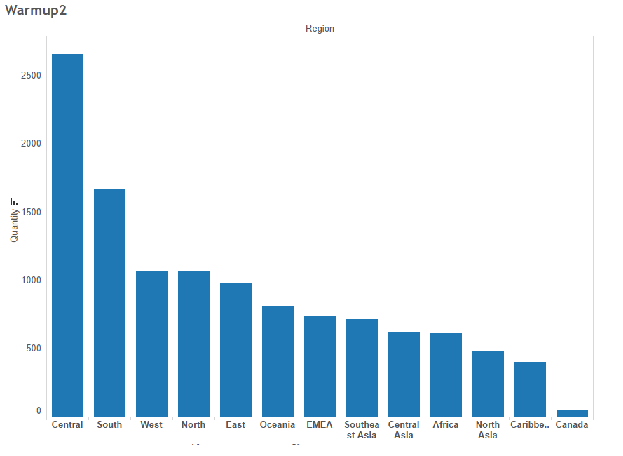 Warmup2
Region
Quantity
2500
2000
1500
1000
500
0
Central South West North East Oceania EMEA Southea Central Africa North Caribbe.. Canada
st Asia Asia Asia